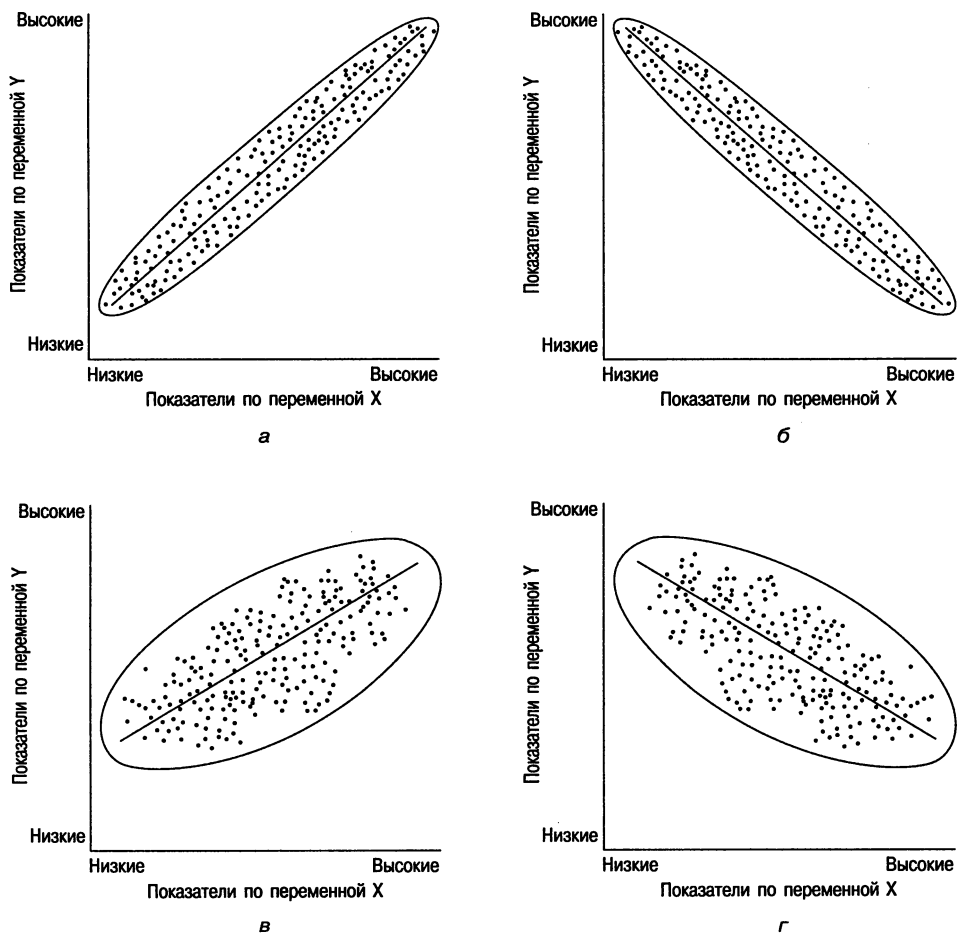 Высокие
Показатели по переменной Y
Низкие
Низкие
Высокие
Показатели по переменной X
а
Высокие
Показатели по переменной Y
Низкие
Низкие
Высокие
Показатели по переменной X
б
Высокие
Показатели по переменной Y
Низкие
Низкие
Высокие
Показатели по переменной X
в
Высокие
Показатели по переменной Y
Низкие
Низкие
Высокие
Показатели по переменной X
г